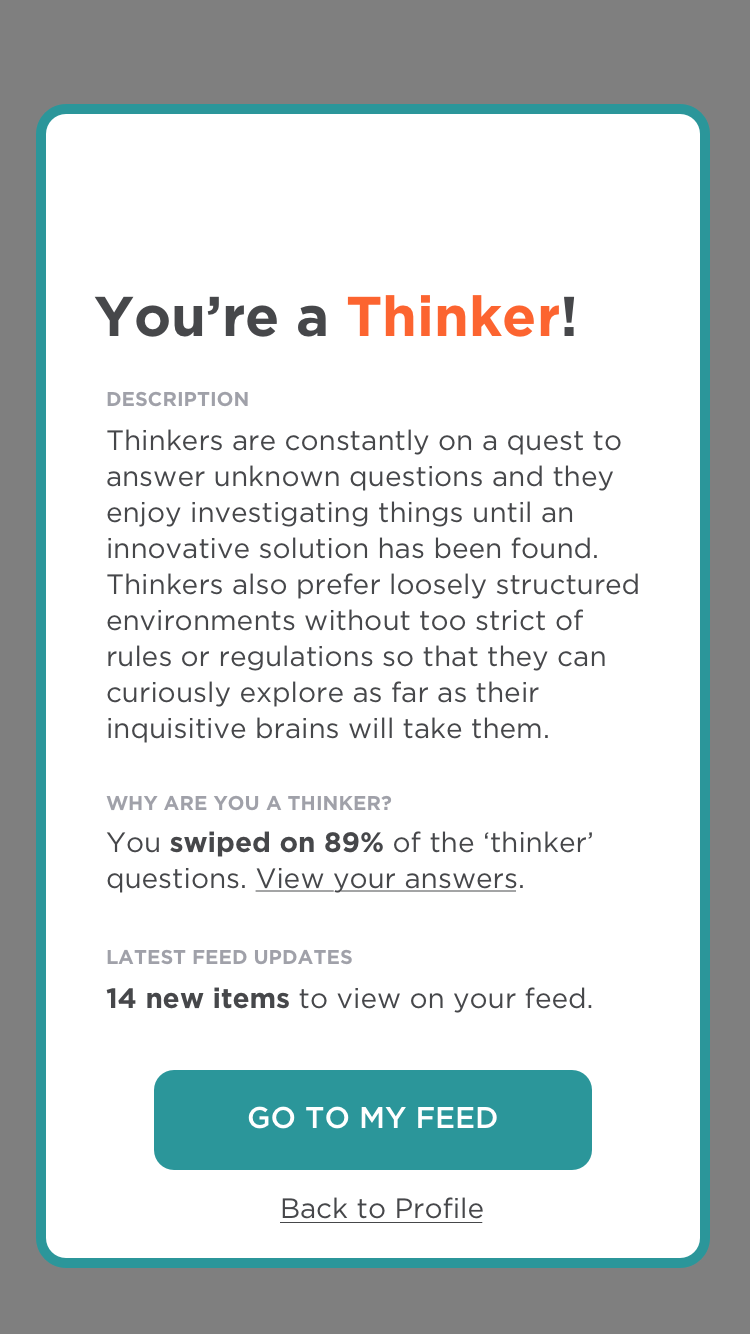 You’re a Thinker!
DESCRIPTION
Thinkers are constantly on a quest to
answer unknown questions and they
enjoy investigating things until an
innovative solution has been found.
Thinkers also prefer loosely structured
environments without too strict of
rules or regulations so that they can
curiously explore as far as their
inquisitive brains will take them.
WHY ARE YOU A THINKER?
You swiped on 89% of the ‘thinker’
questions. View your answers.
LATEST FEED UPDATES
14 new items to view on your feed.
GO TO MY FEED
Back to Profile